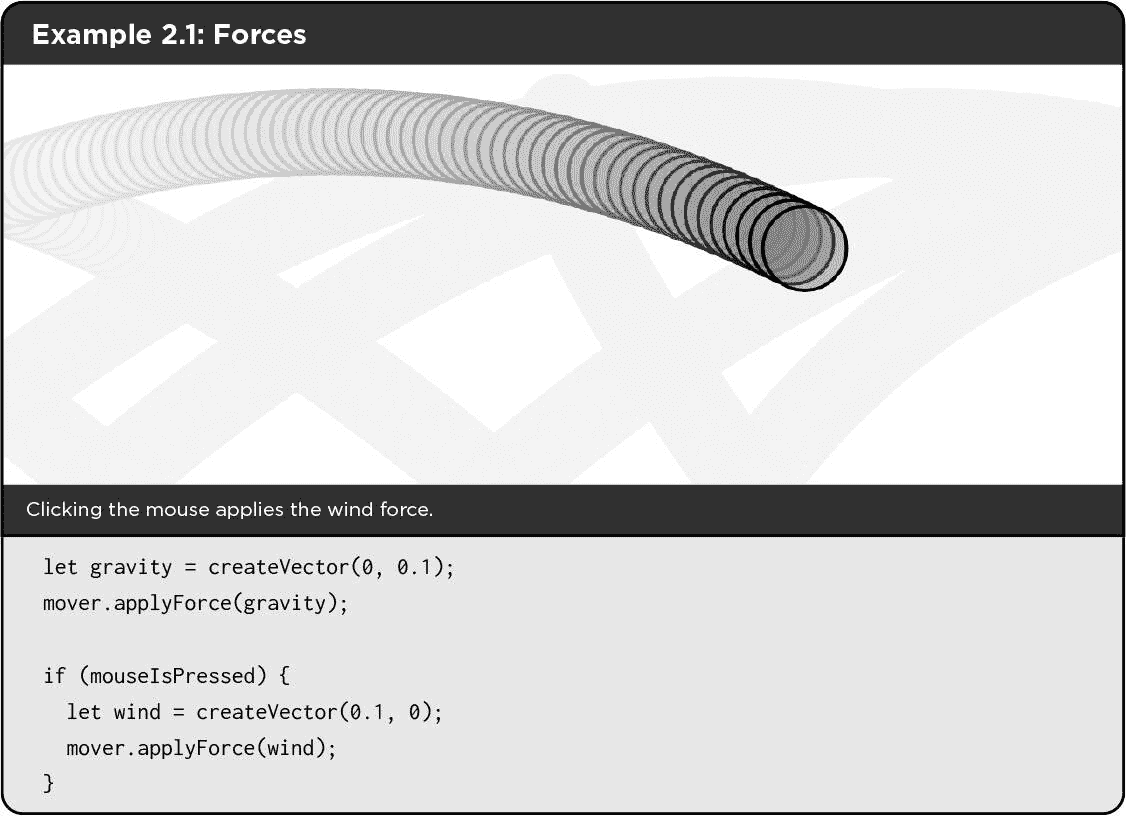 Example 2.1: Forces
Clicking the mouse applies the wind force.
let gravity = createVector(0, 0.1);
mover.applyForce(gravity);
if (mouseIsPressed) {
  let wind = createVector(0.1, 0);
  mover.applyForce(wind);
}